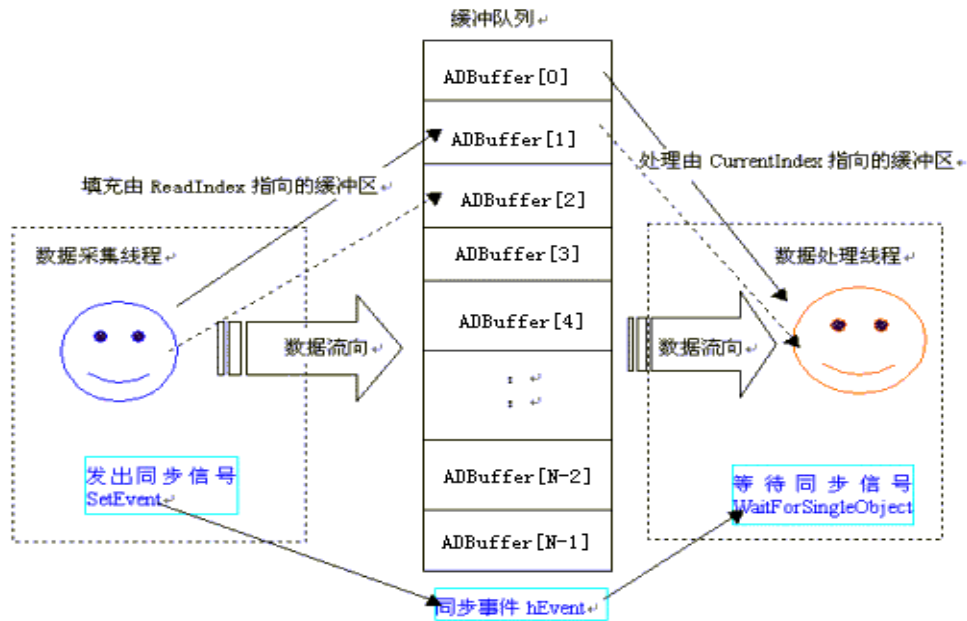 缓冲队列
ADBuffer[0]
ADBuffer[1]
处理由 CurrentIndex 指向的缓冲区
填充由 ReadIndex 指向的缓冲区
ADBuffer[2]
数据采集线程
ADBuffer[3]
数据处理线程
ADBuffer[4]
数据流向
数据流向
:
:
发出同步信号
SetEvent
ADBuffer[N-2]
等待同步信号
WaitForSingleObject
ADBuffer[N-1]
同步事件 hEvent